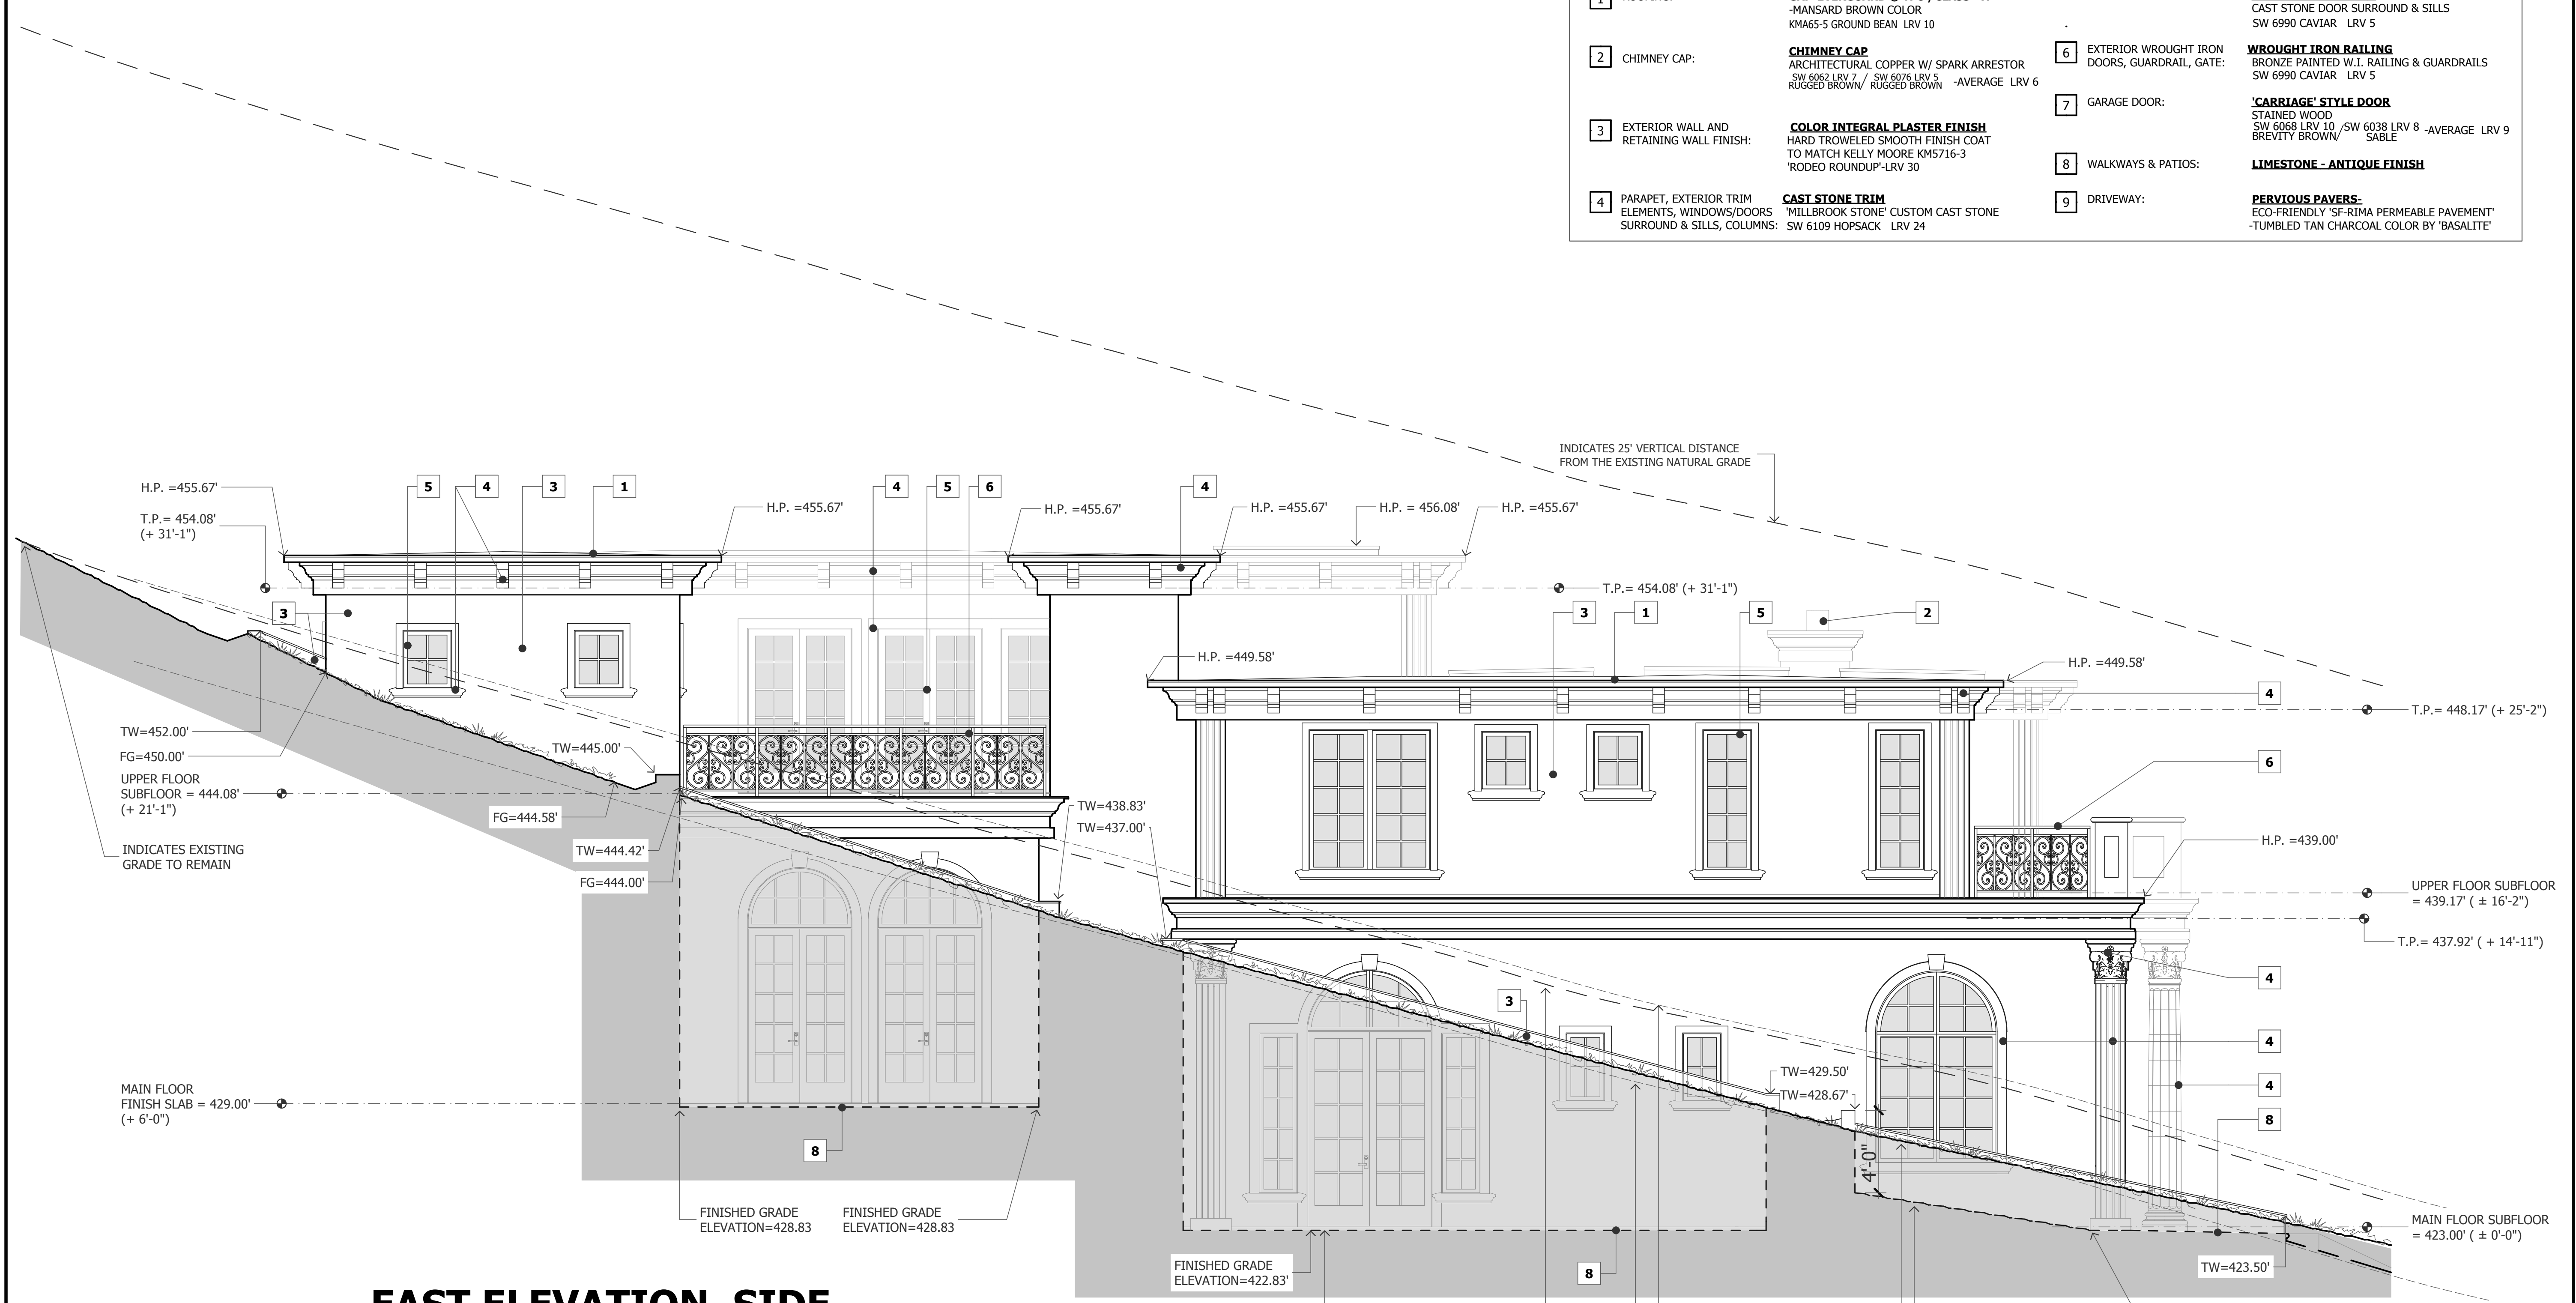 -MANSARD BROWN COLOR
KMA65-5 GROUND BEAN LRV 10
2
CHIMNEY CAP:
CHIMNEY CAP
ARCHITECTURAL COPPER W/ SPARK ARRESTOR
SW 6062 LRV 7 / SW 6076 LRV 5
RUGGED BROWN/ RUGGED BROWN
-AVERAGE LRV 6
3
EXTERIOR WALL AND
RETAINING WALL FINISH:
COLOR INTEGRAL PLASTER FINISH
HARD TROWELED SMOOTH FINISH COAT
TO MATCH KELLY MOORE KM5716-3
'RODEO ROUNDUP'-LRV 30
4
PARAPET, EXTERIOR TRIM
ELEMENTS, WINDOWS/DOORS
SURROUND & SILLS, COLUMNS:
CAST STONE TRIM
'MILLBROOK STONE' CUSTOM CAST STONE
SW 6109 HOPSACK LRV 24
CAST STONE DOOR SURROUND & SILLS
SW 6990 CAVIAR LRV 5
6
EXTERIOR WROUGHT IRON
DOORS, GUARDRAIL, GATE:
WROUGHT IRON RAILING
BRONZE PAINTED W.I. RAILING & GUARDRAILS
SW 6990 CAVIAR LRV 5
7
GARAGE DOOR:
'CARRIAGE' STYLE DOOR
STAINED WOOD
SW 6068 LRV 10 / SW 6038 LRV 8
BREVITY BROWN/ SABLE
-AVERAGE LRV 9
8
WALKWAYS & PATIOS:
LIMESTONE - ANTIQUE FINISH
9
DRIVEWAY:
PERVIOUS PAVERS-
ECO-FRIENDLY 'SF-RIMA PERMEABLE PAVEMENT'
-TUMBLED TAN CHARCOAL COLOR BY 'BASALITE'
INDICATES 25' VERTICAL DISTANCE
FROM THE EXISTING NATURAL GRADE
H.P. =455.67'
5
4
3
1
4
5
6
4
H.P. =455.67'
H.P. =455.67'
H.P. =455.67'
H.P. = 456.08'
H.P. =455.67'
T.P.= 454.08'
(+ 31'-1")
T.P.= 454.08' (+ 31'-1")
3
3
1
5
2
H.P. =449.58'
H.P. =449.58'
4
T.P.= 448.17' (+ 25'-2")
TW=452.00'
FG=450.00'
TW=445.00'
6
UPPER FLOOR
SUBFLOOR = 444.08'
(+ 21'-1")
FG=444.58'
TW=438.83'
TW=437.00'
TW=444.42'
FG=444.00'
INDICATES EXISTING
GRADE TO REMAIN
H.P. =439.00'
UPPER FLOOR SUBFLOOR
= 439.17' ( ± 16'-2")
T.P.= 437.92' ( + 14'-11")
4
3
4
4
TW=429.50'
TW=428.67'
MAIN FLOOR
FINISH SLAB = 429.00'
(+ 6'-0")
8
8
4'-0"
FINISHED GRADE
ELEVATION=428.83
FINISHED GRADE
ELEVATION=428.83
MAIN FLOOR SUBFLOOR
= 423.00' ( ± 0'-0")
FINISHED GRADE
ELEVATION=422.83'
8
TW=423.50'
EAST ELEVATION- SIDE